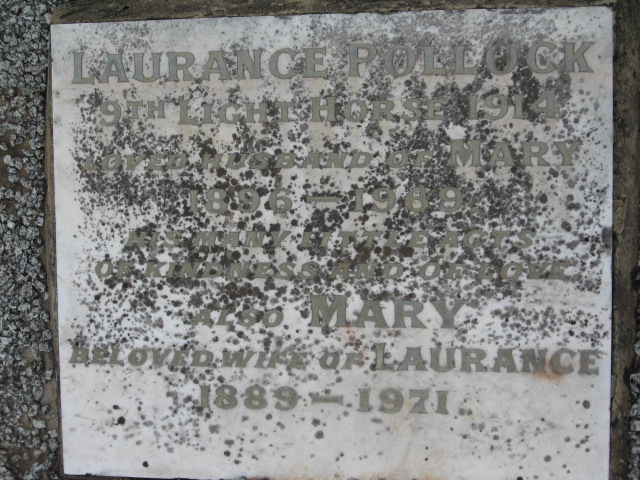 LAURANCE POLLOCK
9TH LIGHT HORSE 1914
LOVED HUSBAND OF MARY
1896 – 1969
HIS MANY LITTLE ACTS
OF KINDNESS AND OF LOVE
ALSO MARY
BELOVED WIFE OF LAURANCE
1889 – 1971